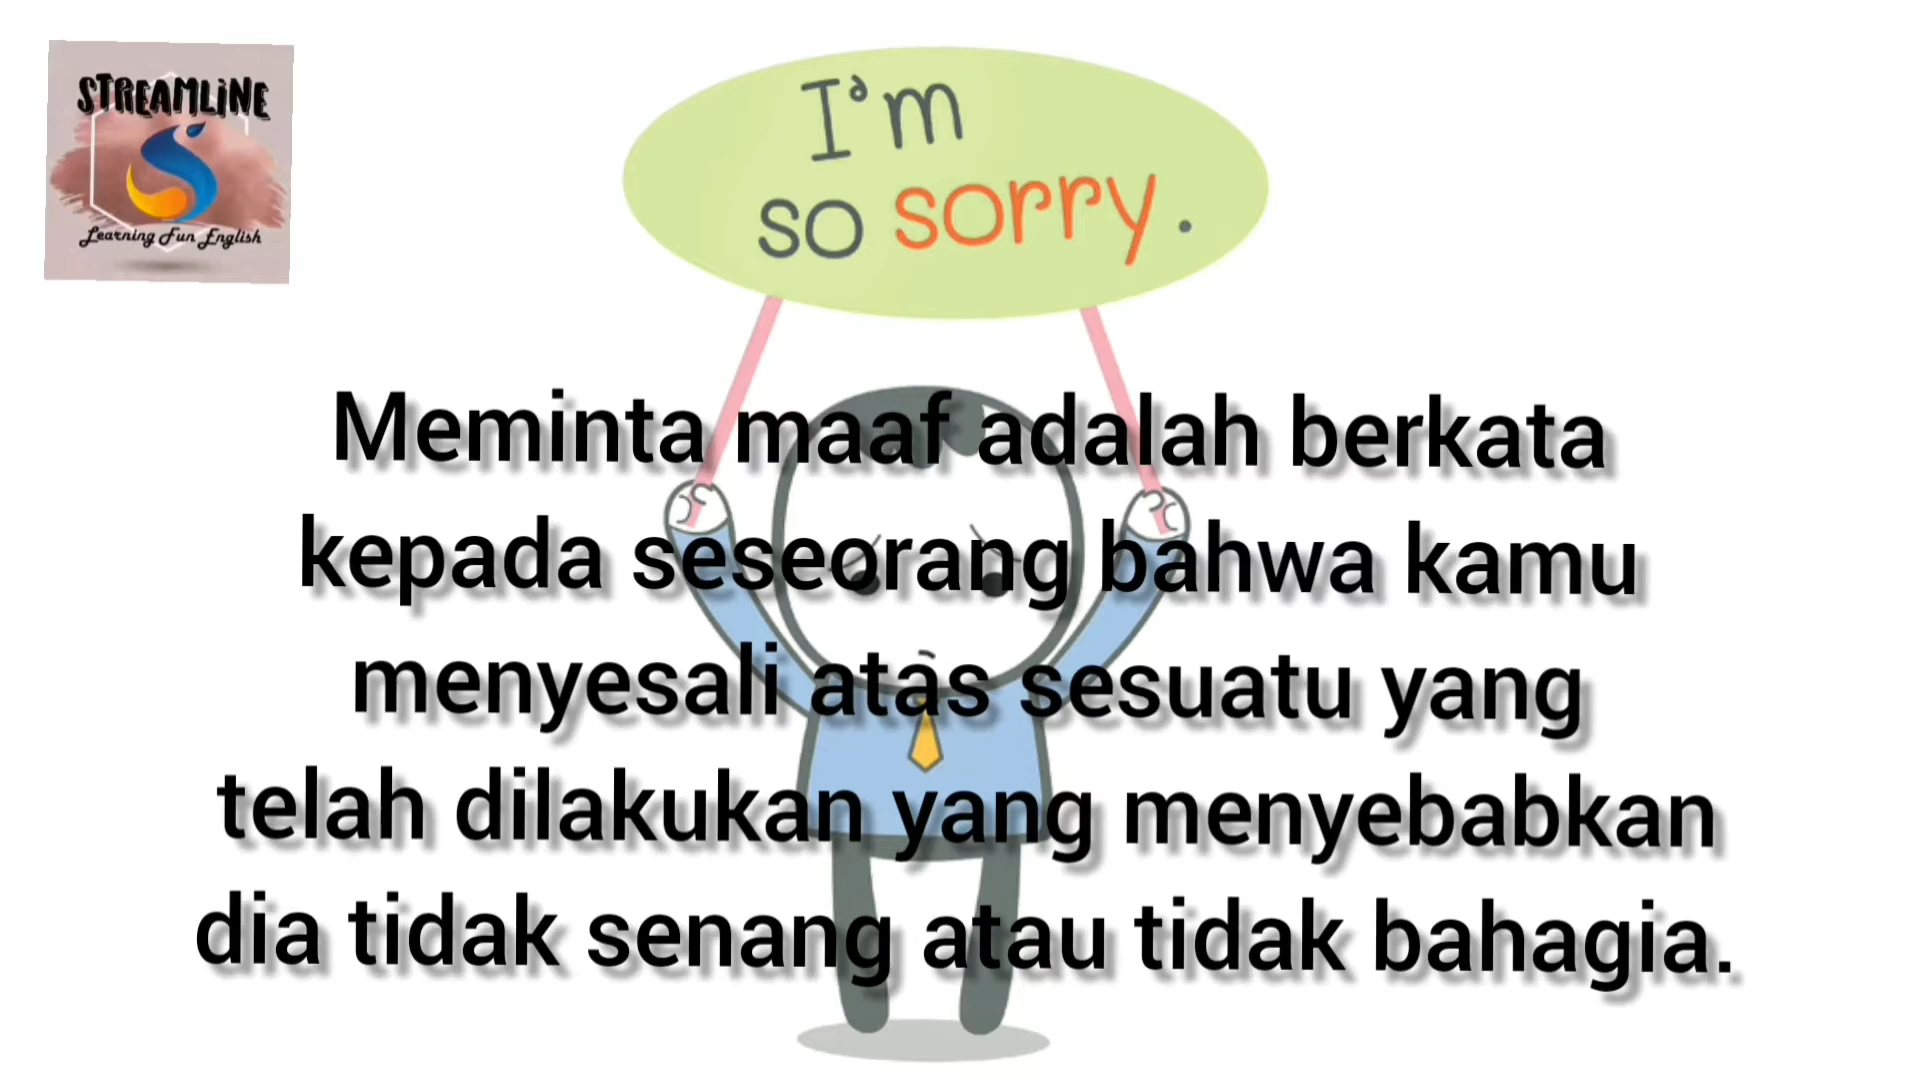 STREAMLiNE
Learning Fun English
I'm
so sorry.
Meminta maaf adalah berkata
kepada seseorang bahwa kamu
menyesali atas sesuatu yang
telah dilakukan yang menyebabkan
dia tidak senang atau tidak bahagia.